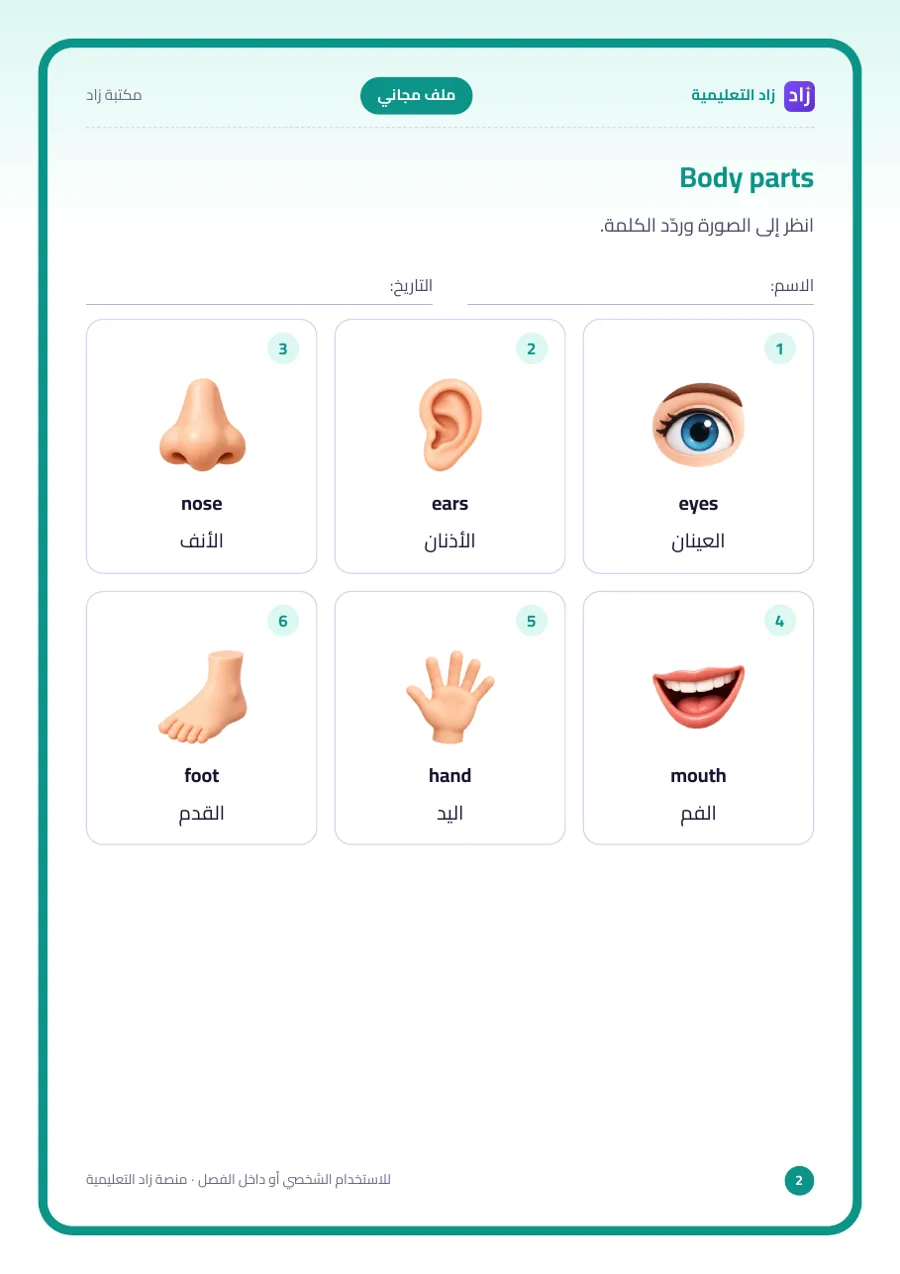 زاد
زاد التعليمية
ملف مجاني
مكتبة زاد
Body parts
انظر إلى الصورة وردّد الكلمة.
الاسم:
التاريخ:
1
eyes
العينان
2
ears
الأذنان
3
nose
الأنف
4
mouth
الفم
5
hand
اليد
6
foot
القدم
2
للاستخدام الشخصي أو داخل الفصل · منصة زاد التعليمية